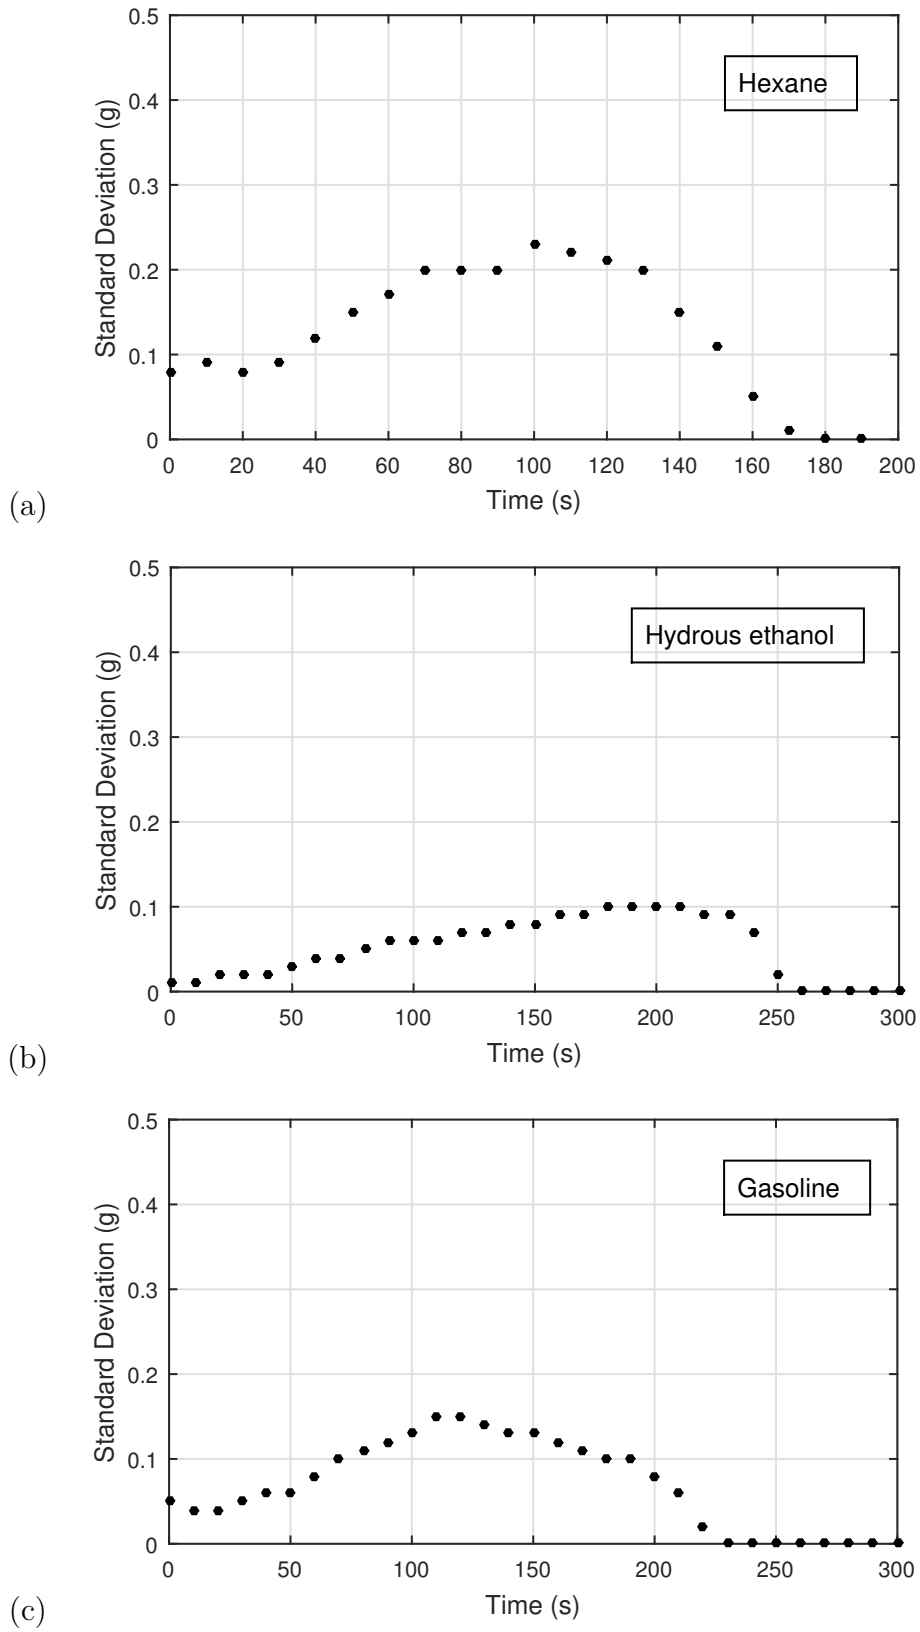 0.5
Hexane
0.4
0.3
0.2
0.1
0
Standard Deviation (g)
0 20 40 60 80 100 120 140 160 180 200
Time (s)
(a)
0.5
Hydrous ethanol
0.4
0.3
0.2
0.1
0
Standard Deviation (g)
0 50 100 150 200 250 300
Time (s)
(b)
0.5
Gasoline
0.4
0.3
0.2
0.1
0
Standard Deviation (g)
0 50 100 150 200 250 300
Time (s)
(c)